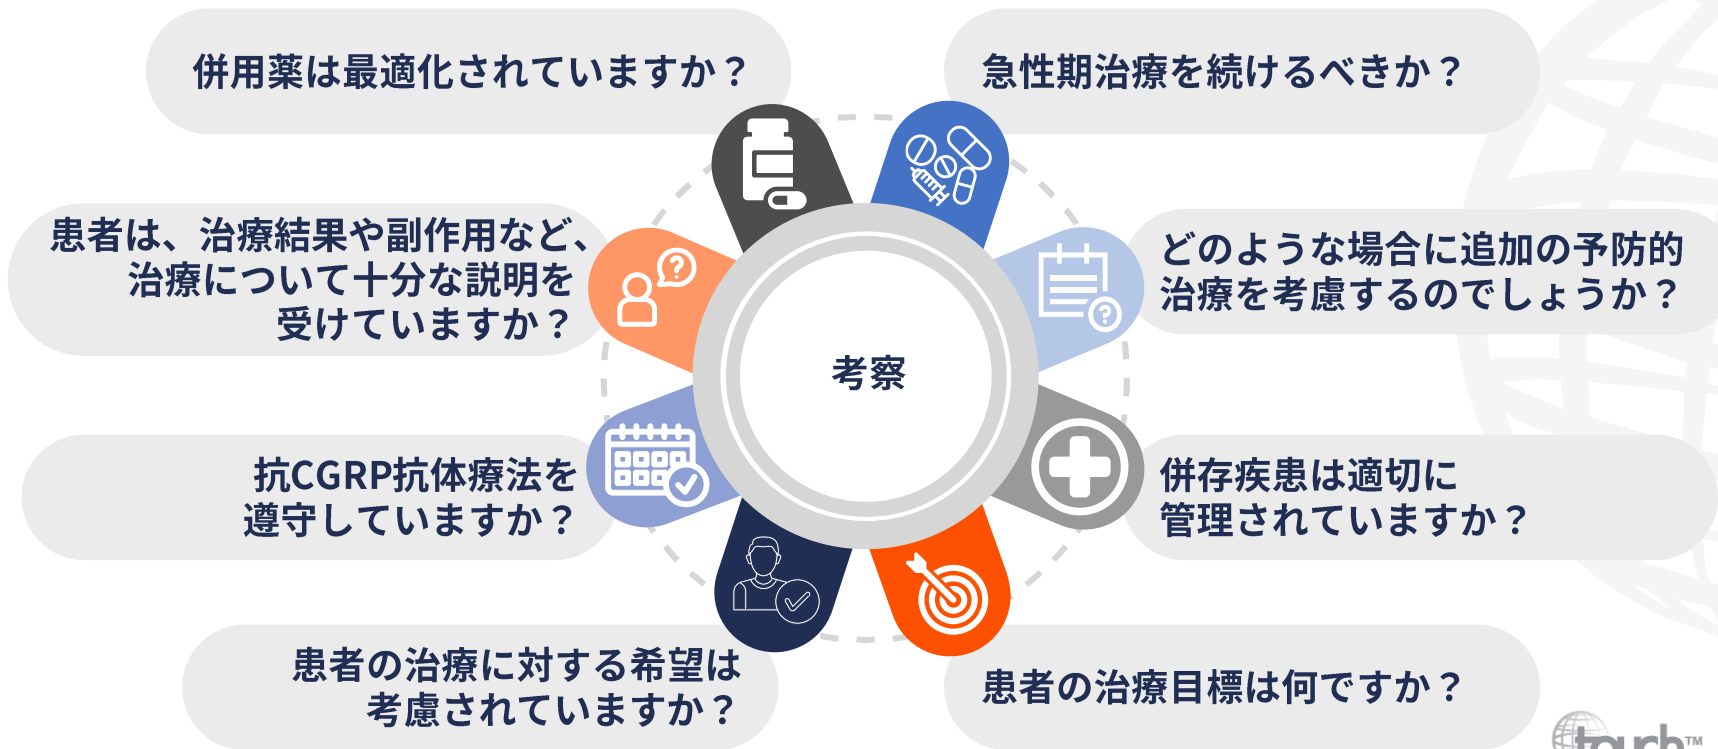 併用薬は最適化されていますか？
急性期治療を続けるべきか？
患者は、治療結果や副作用など、
治療について十分な説明を
受けていますか？
どのような場合に追加の予防的
治療を考慮するのでしょうか？
考察
抗CGRP抗体療法を
遵守していますか？
併存疾患は適切に
管理されていますか？
患者の治療に対する希望は
考慮されていますか？
患者の治療目標は何ですか？
touch™